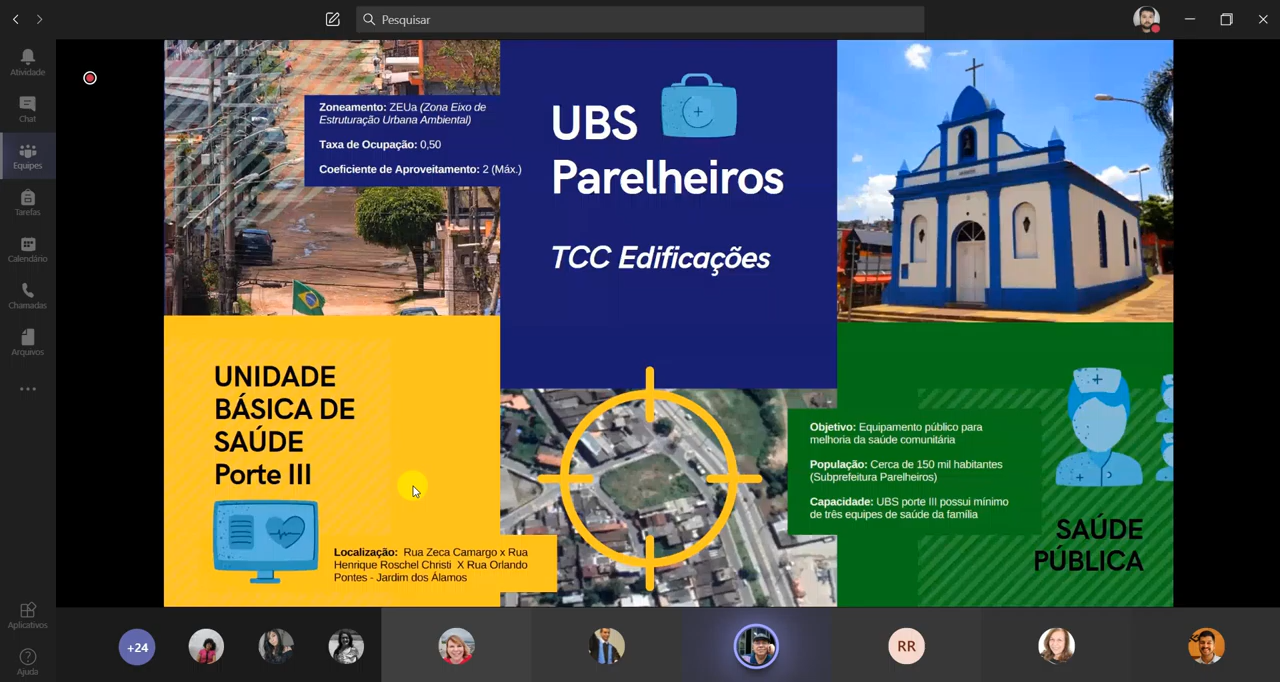 Pesquisar
Atividade
Chat
Equipes
Tarefas
Calendário
Chamadas
Arquivos
Aplicativos
Ajuda
Zoneamento: ZEUa (Zona Eixo de
Estruturação Urbana Ambiental)
Taxa de Ocupação: 0,50
Coeficiente de Aproveitamento: 2 (Máx.)
UBS
Parelheiros
TCC Edificações
UNIDADE
BÁSICA DE
SAÚDE
Porte III
Localização: Rua Zeca Camargo x Rua
Henrique Roschel Christi X Rua Orlando
Pontes - Jardim dos Álamos
Objetivo: Equipamento público para
melhoria da saúde comunitária
População: Cerca de 150 mil habitantes
(Subprefeitura Parelheiros)
Capacidade: UBS porte III possui mínimo
de três equipes de saúde da família
SAÚDE
PÚBLICA
+24
RR